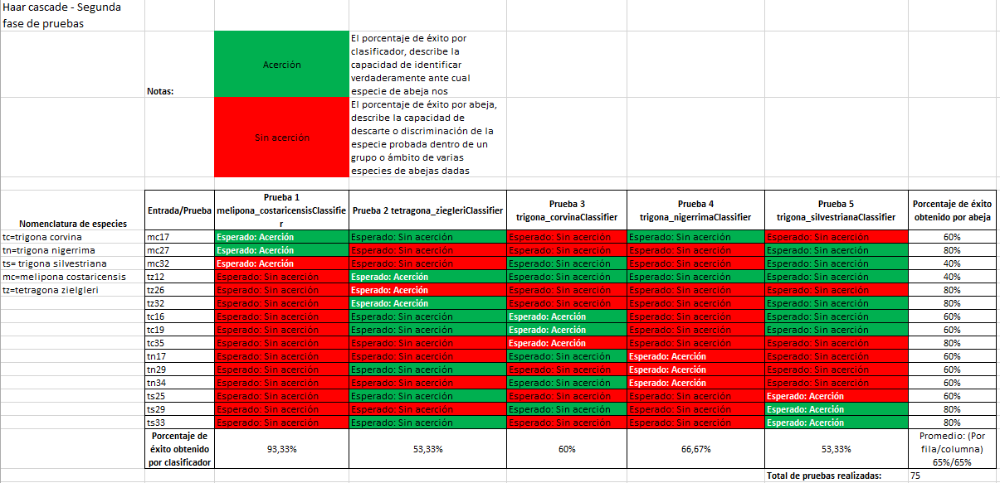 Haar cascade - Segunda
fase de pruebas
Notas:
Acerción
El porcentaje de éxito por
clasificador, describe la
capacidad de identificar
verdaderamente ante cual
especie de abeja nos
Sin acerción
El porcentaje de éxito por abeja,
describe la capacidad de
descarte o discriminación de la
especie probada dentro de un
grupo o ámbito de varias
especies de abejas dadas
Nomenclatura de especies
Entrada/Prueba
Prueba 1
melipona_costaricensisClassifie
r
Prueba 2 tetragona_ziegleriClassifier
Prueba 3
trigona_corvinaClassifier
Prueba 4
trigona_nigerrimaClassifier
Prueba 5
trigona_silvestrianaClassifier
Porcentaje de éxito
obtenido por abeja
tc=trigona corvina mc17 Esperado: Acerción Esperado: Sin acerción Esperado: Sin acerción Esperado: Sin acerción Esperado: Sin acerción 60%
tn=trigona nigerrima mc27 Esperado: Acerción Esperado: Sin acerción Esperado: Sin acerción Esperado: Sin acerción Esperado: Sin acerción 80%
ts= trigona silvestriana mc32 Esperado: Acerción Esperado: Sin acerción Esperado: Sin acerción Esperado: Sin acerción Esperado: Sin acerción 40%
mc=melipona costaricensis tz12 Esperado: Sin acerción Esperado: Acerción Esperado: Sin acerción Esperado: Sin acerción Esperado: Sin acerción 40%
tz=tetragona zielgleri tz26 Esperado: Sin acerción Esperado: Acerción Esperado: Sin acerción Esperado: Sin acerción Esperado: Sin acerción 80%
tz32 Esperado: Sin acerción Esperado: Acerción Esperado: Sin acerción Esperado: Sin acerción Esperado: Sin acerción 80%
tc16 Esperado: Sin acerción Esperado: Sin acerción Esperado: Acerción Esperado: Sin acerción Esperado: Sin acerción 60%
tc19 Esperado: Sin acerción Esperado: Sin acerción Esperado: Acerción Esperado: Sin acerción Esperado: Sin acerción 60%
tc35 Esperado: Sin acerción Esperado: Sin acerción Esperado: Acerción Esperado: Sin acerción Esperado: Sin acerción 80%
tn17 Esperado: Sin acerción Esperado: Sin acerción Esperado: Sin acerción Esperado: Acerción Esperado: Sin acerción 60%
tn29 Esperado: Sin acerción Esperado: Sin acerción Esperado: Sin acerción Esperado: Acerción Esperado: Sin acerción 60%
tn34 Esperado: Sin acerción Esperado: Sin acerción Esperado: Sin acerción Esperado: Acerción Esperado: Sin acerción 60%
ts25 Esperado: Sin acerción Esperado: Sin acerción Esperado: Sin acerción Esperado: Sin acerción Esperado: Acerción 60%
ts29 Esperado: Sin acerción Esperado: Sin acerción Esperado: Sin acerción Esperado: Sin acerción Esperado: Acerción 80%
ts33 Esperado: Sin acerción Esperado: Sin acerción Esperado: Sin acerción Esperado: Sin acerción Esperado: Acerción 80%
Porcentaje de
éxito obtenido
por clasificador
93,33% 53,33% 60% 66,67% 53,33%
Promedio: (Por
fila/columna)
65%/65%
Total de pruebas realizadas: 75